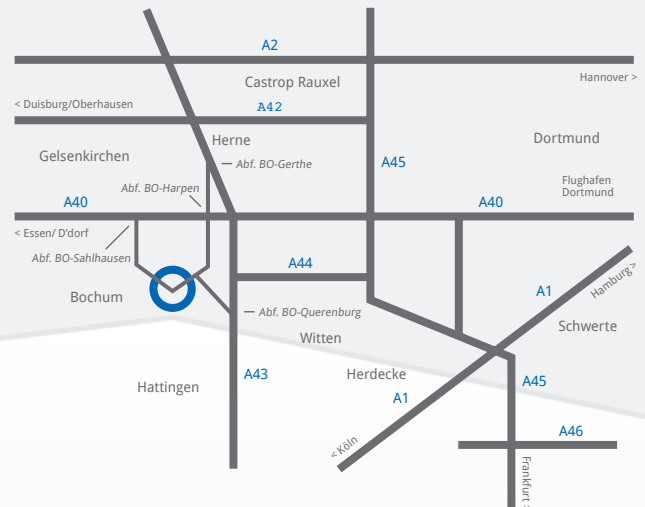 A2
Castrop Rauxel
Hannover >
< Duisburg/Oberhausen
A42
Herne
Dortmund
Gelsenkirchen
Abf. BO-Gerthe
A45
Abf. BO-Harpen
Flughafen
Dortmund
A40
A40
< Essen/ D'dorf
Abf. BO-Sahlhausen
A44
Hamburg >
A1
Bochum
Abf. BO-Querenburg
Schwerte
Witten
Herdecke
A43
A45
Hattingen
A1
A46
< Köln
Frankfurt >